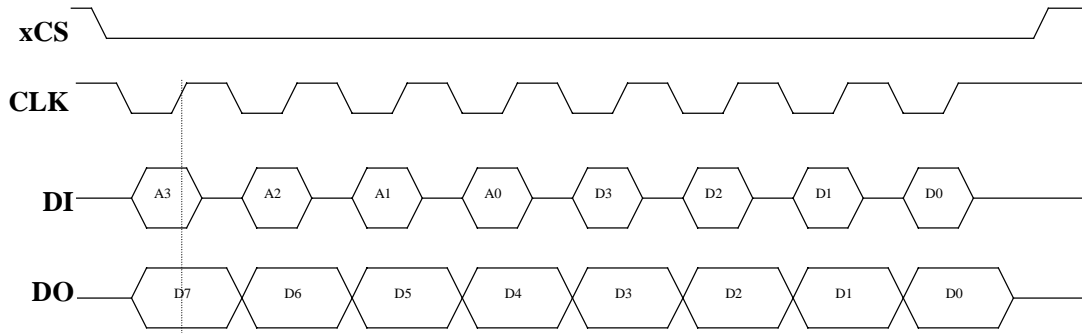 xCS
CLK
DI A3 A2 A1 A0 D3 D2 D1 D0
DO D7 D6 D5 D4 D3 D2 D1 D0